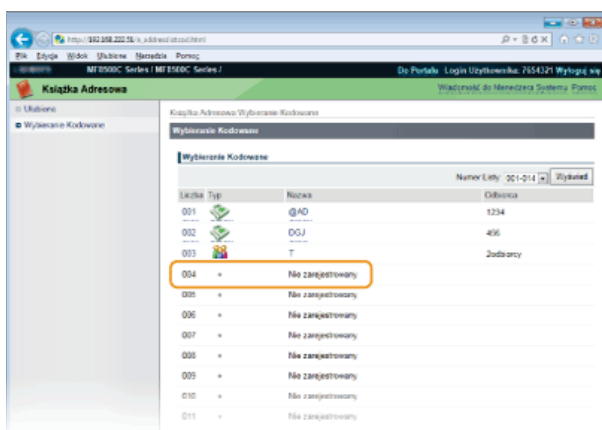 Plik Edycja Widok Ulubione Narzędzia Pomoc
MF8500C Series / MF8500C Series /
Do Portalu Login Użytkownika: 7654321 Wyloguj się
Książka Adresowa
Wiadomość do Menedżera Systemu Pomoc
Ulubione
Wybieranie Kodowane
Książka Adresowa: Wybieranie Kodowane
Wybieranie Kodowane
Wybieranie Kodowane
Numer Listy: 001-014 Wyświetl
Liczba Typ Nazwa Odbiorca
001 @AD 1234
002 DGJ 456
003 T 2odbiorcy
004 Nie zarejestrowany
005 Nie zarejestrowany
006 Nie zarejestrowany
007 Nie zarejestrowany
008 Nie zarejestrowany
009 Nie zarejestrowany
010 Nie zarejestrowany
011 Nie zarejestrowany